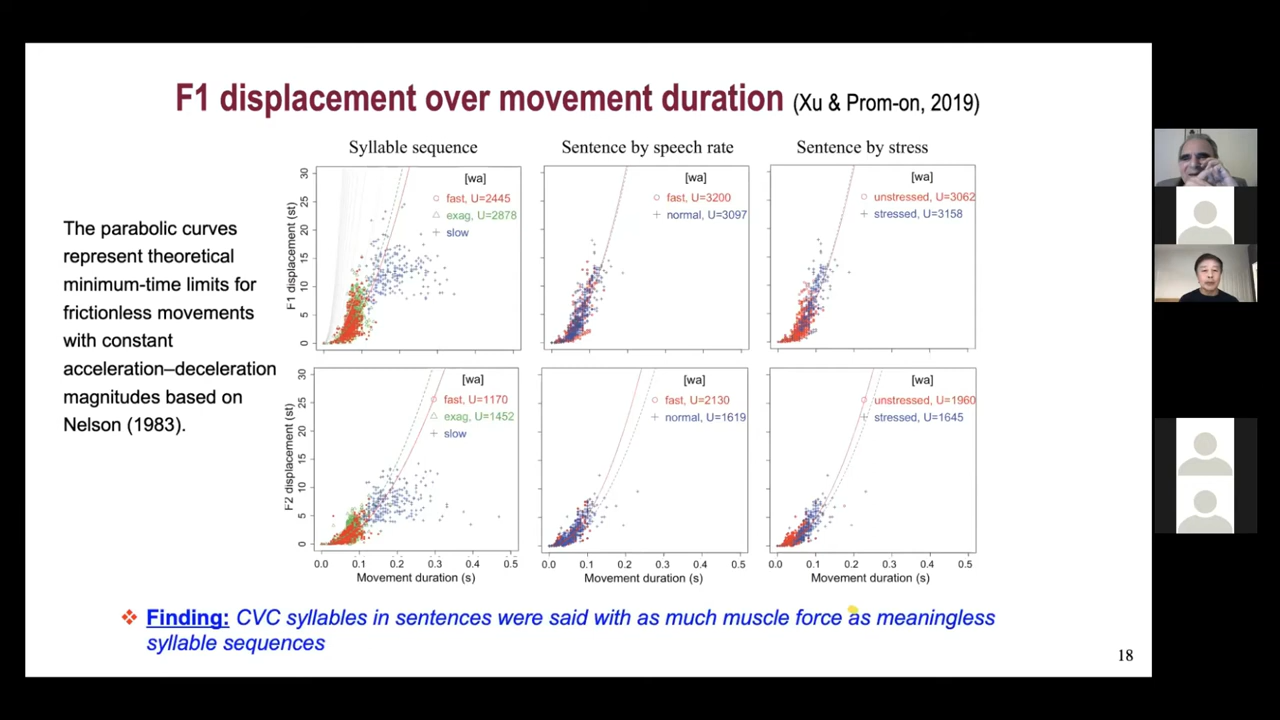 F1 displacement over movement duration (Xu & Prom-on, 2019)
The parabolic curves
represent theoretical
minimum-time limits for
frictionless movements
with constant
acceleration–deceleration
magnitudes based on
Nelson (1983).
Syllable sequence
Sentence by speech rate
Sentence by stress
F1 displacement (st)
30
25
20
15
10
5
0
[wa]
fast, U=2445
exag, U=2878
slow
[wa]
fast, U=3200
normal, U=3097
[wa]
unstressed, U=3062
stressed, U=3158
F2 displacement (st)
30
25
20
15
10
5
0
[wa]
fast, U=1170
exag, U=1452
slow
[wa]
fast, U=2130
normal, U=1619
[wa]
unstressed, U=1960
stressed, U=1645
0.0 0.1 0.2 0.3 0.4 0.5
Movement duration (s)
0.0 0.1 0.2 0.3 0.4 0.5
Movement duration (s)
0.0 0.1 0.2 0.3 0.4 0.5
Movement duration (s)
❖ Finding: CVC syllables in sentences were said with as much muscle force as meaningless
syllable sequences
18